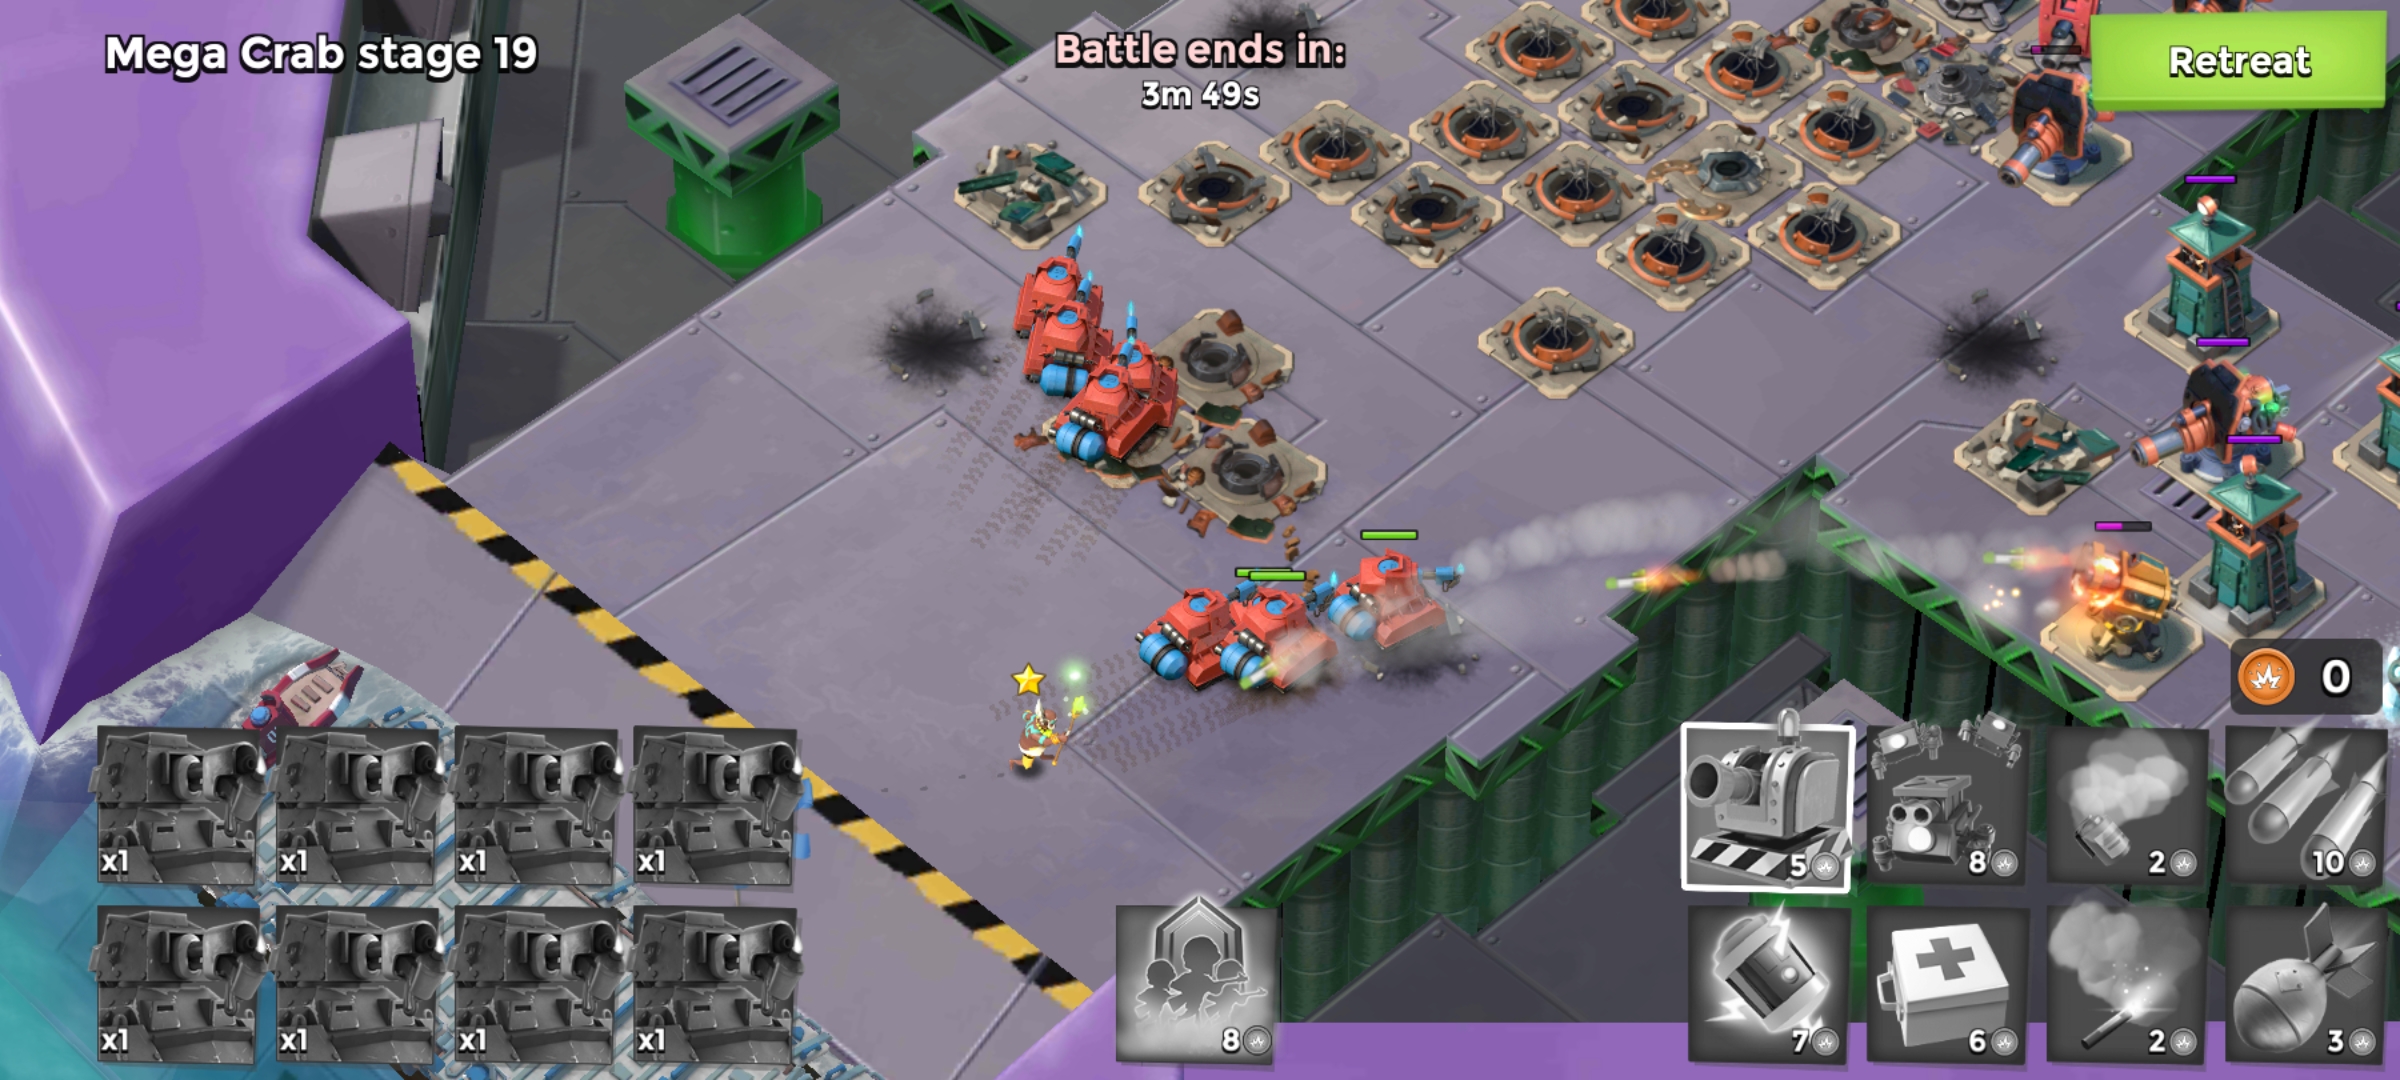 Mega Crab stage 19
Battle ends in:
3m 49s
Retreat
0
x1 x1 x1 x1
5 8 2 10
x1 x1 x1 x1
8
7 6 2 3